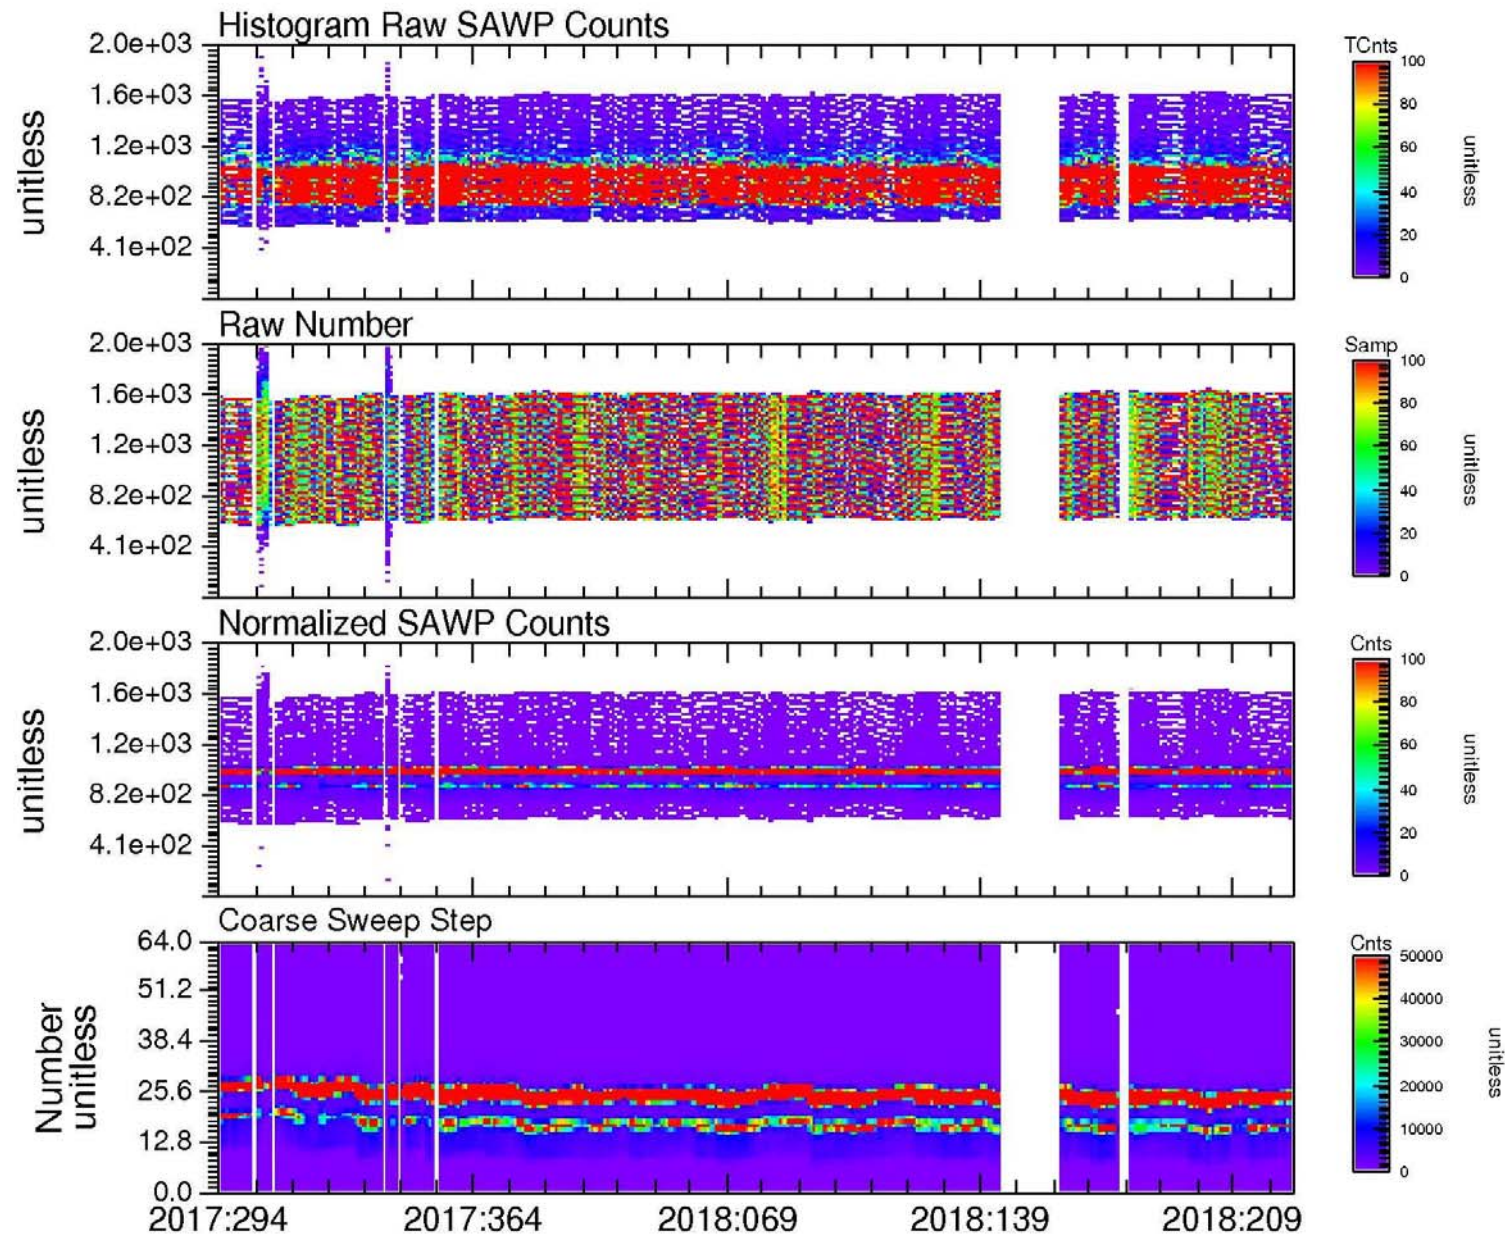 Histogram Raw SAWP Counts
2.0e+03
1.6e+03
1.2e+03
8.2e+02
4.1e+02
unitless
TCnts
100
80
60
40
20
0
unitless
Raw Number
2.0e+03
1.6e+03
1.2e+03
8.2e+02
4.1e+02
unitless
Samp
100
80
60
40
20
0
unitless
Normalized SAWP Counts
2.0e+03
1.6e+03
1.2e+03
8.2e+02
4.1e+02
unitless
Cnts
100
80
60
40
20
0
unitless
Coarse Sweep Step
64.0
51.2
38.4
25.6
12.8
0.0
Number
unitless
Cnts
50000
40000
30000
20000
10000
0
unitless
2017:294 2017:364 2018:069 2018:139 2018:209